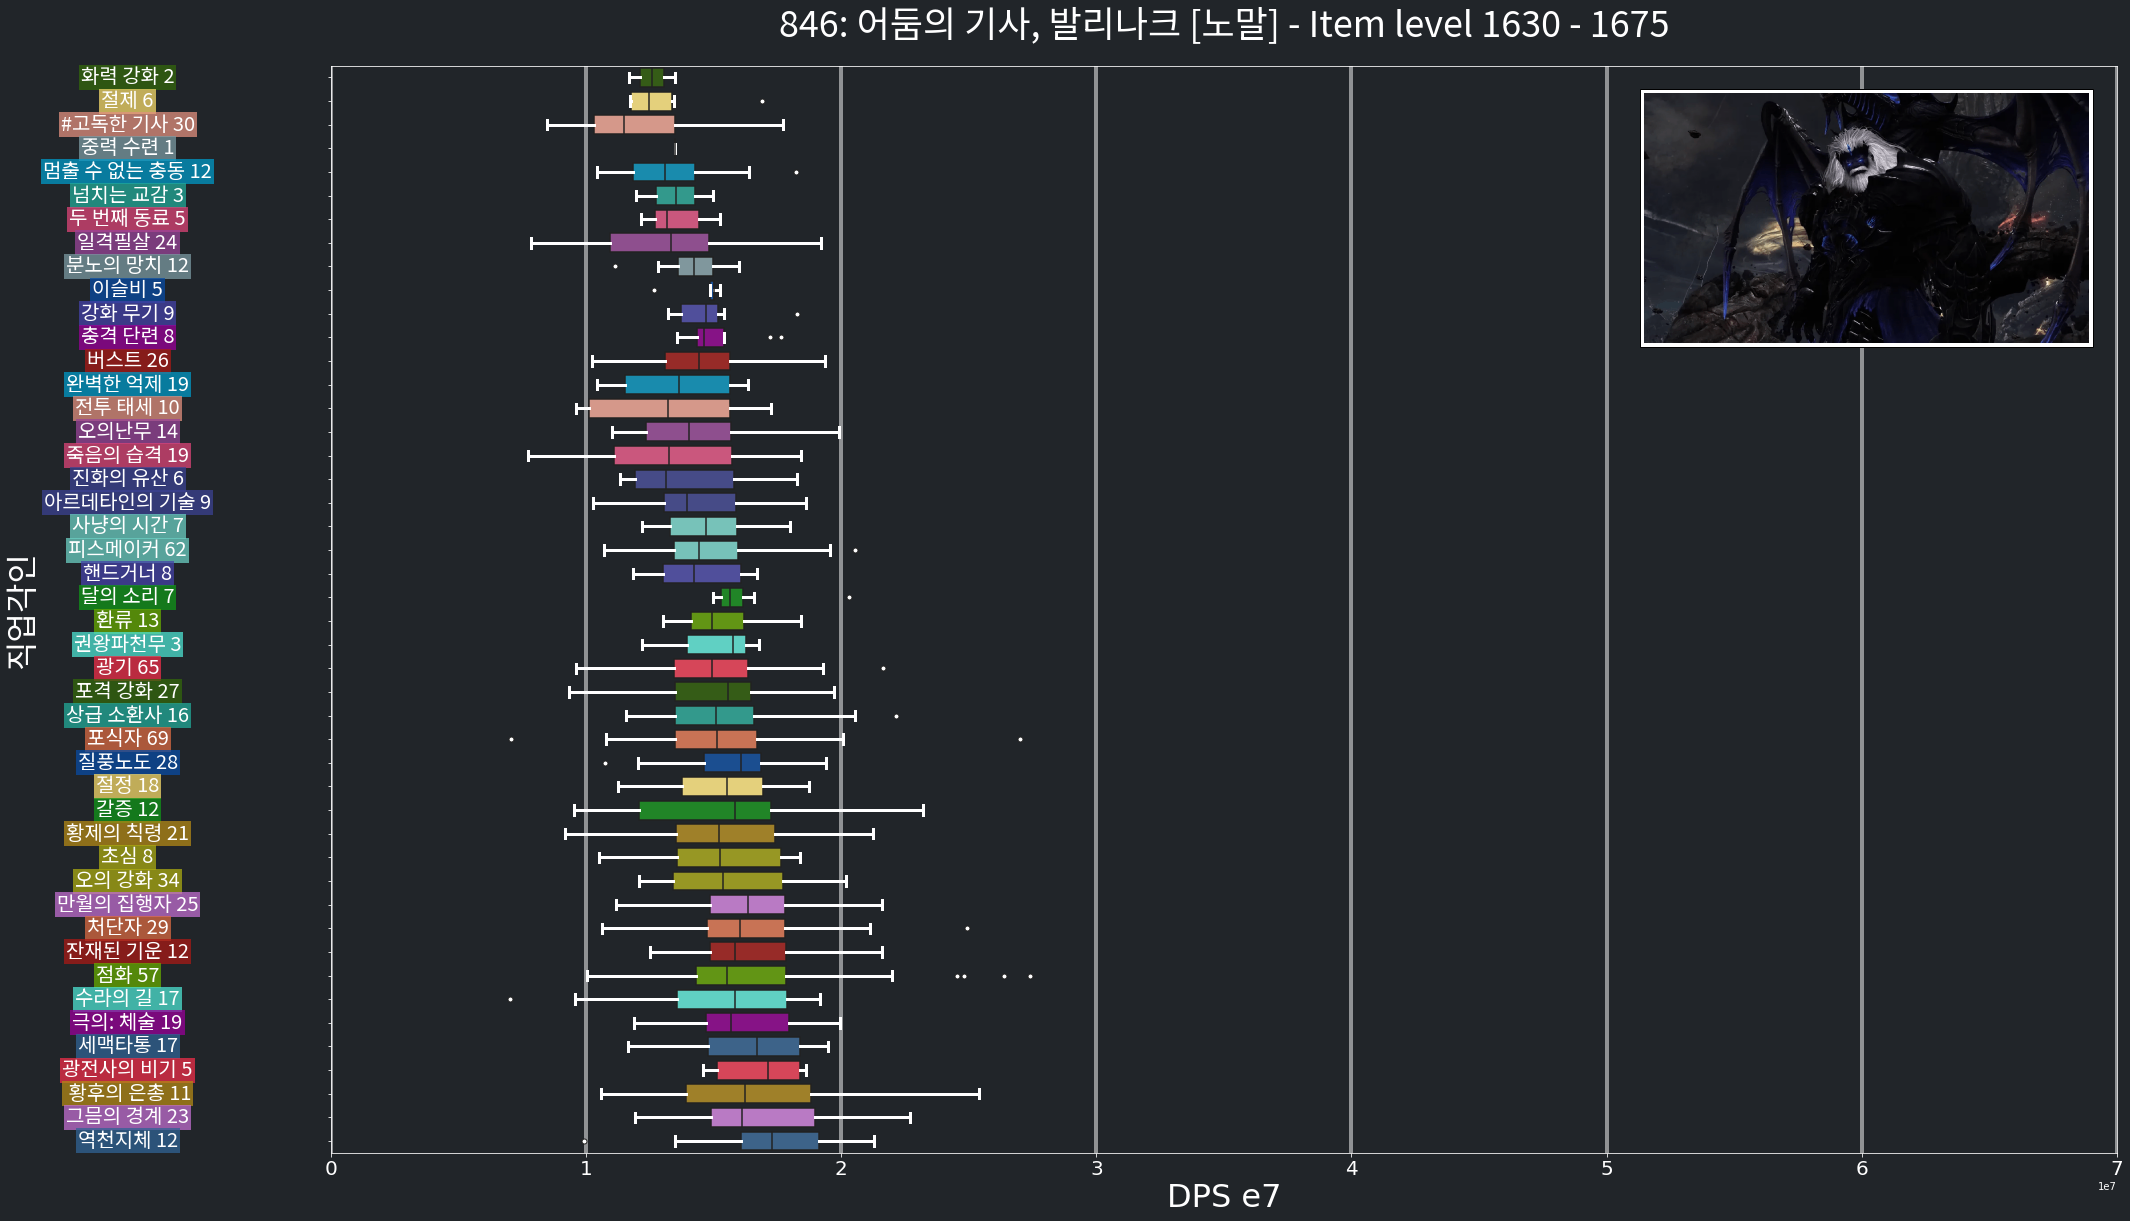 846: 어둠의 기사, 발리나크 [노말] - Item level 1630 - 1675
직업각인
화력 강화 2
절제 6
#고독한 기사 30
중력 수련 1
멈출 수 없는 충동 12
넘치는 교감 3
두 번째 동료 5
일격필살 24
분노의 망치 12
이슬비 5
강화 무기 9
충격 단련 8
버스트 26
완벽한 억제 19
전투 태세 10
오의난무 14
죽음의 습격 19
진화의 유산 6
아르데타인의 기술 9
사냥의 시간 7
피스메이커 62
핸드거너 8
달의 소리 7
환류 13
권왕파천무 3
광기 65
포격 강화 27
상급 소환사 16
포식자 69
질풍노도 28
절정 18
갈증 12
황제의 칙령 21
초심 8
오의 강화 34
만월의 집행자 25
처단자 29
잔재된 기운 12
점화 57
수라의 길 17
극의: 체술 19
세맥타통 17
광전사의 비기 5
황후의 은총 11
그믐의 경계 23
역천지체 12
0 1 2 3 4 5 6 7
1e7
DPS e7